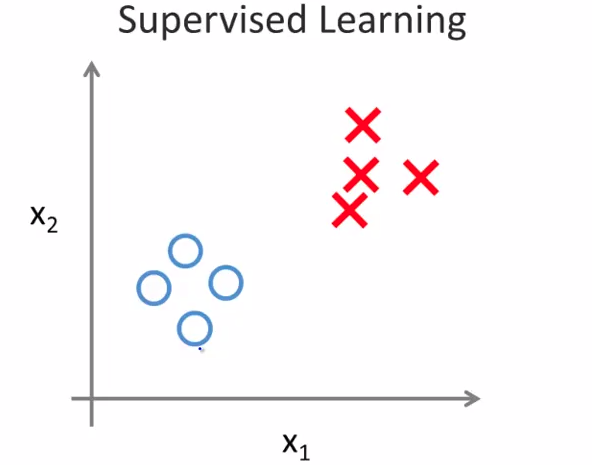 Supervised Learning
x₂
x₁